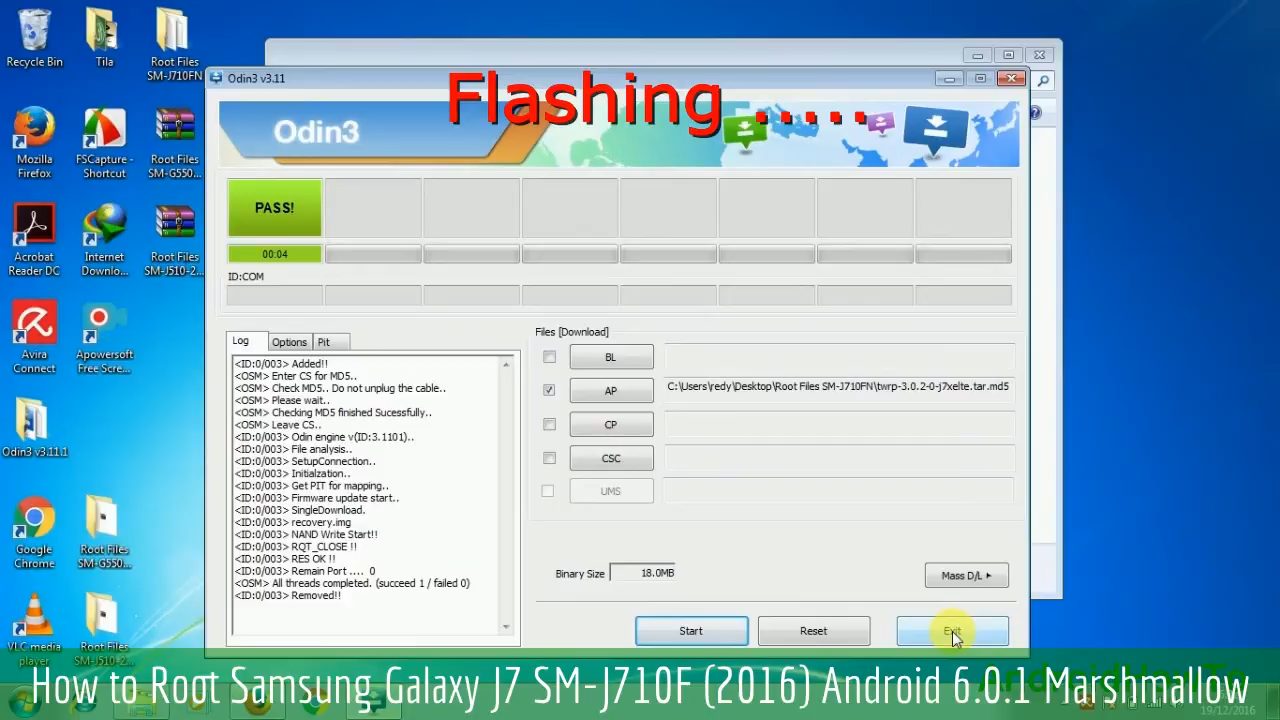 Flashing .....
Recycle Bin
Tila
Root Files
SM-J710FN
Mozilla
Firefox
FSCapture -
Shortcut
Root Files
SM-G550...
Acrobat
Reader DC
Internet
Downlo...
Root Files
SM-J510-2...
Avira
Connect
Apowersoft
Free Scre...
Odin3 v3.11.1
Google
Chrome
Root Files
SM-G550...
VLC media
player
Root Files
SM-J510-2...
Odin3 v3.11
Odin3
PASS!
00:04
ID:COM
Log
Options
Pit
<ID:0/003> Added!!
<OSM> Enter CS for MD5..
<OSM> Check MD5.. Do not unplug the cable..
<OSM> Please wait..
<OSM> Checking MD5 finished Sucessfully..
<OSM> Leave CS..
<ID:0/003> Odin engine v(ID:3.1101)..
<ID:0/003> File analysis..
<ID:0/003> SetupConnection..
<ID:0/003> Initialzation..
<ID:0/003> Get PIT for mapping..
<ID:0/003> Firmware update start..
<ID:0/003> SingleDownload.
<ID:0/003> recovery.img
<ID:0/003> NAND Write Start!!
<ID:0/003> RQT_CLOSE !!
<ID:0/003> RES OK !!
<ID:0/003> Remain Port .... 0
<OSM> All threads completed. (succeed 1 / failed 0)
<ID:0/003> Removed!!
Files [Download]
BL
AP
C:\Users\redy\Desktop\Root Files SM-J710FN\twrp-3.0.2-0-j7xelte.tar.md5
CP
CSC
UMS
Binary Size
18.0MB
Mass D/L
Start
Reset
Exit
How to Root Samsung Galaxy J7 SM-J710F (2016) Android 6.0.1 Marshmallow
19/12/2016